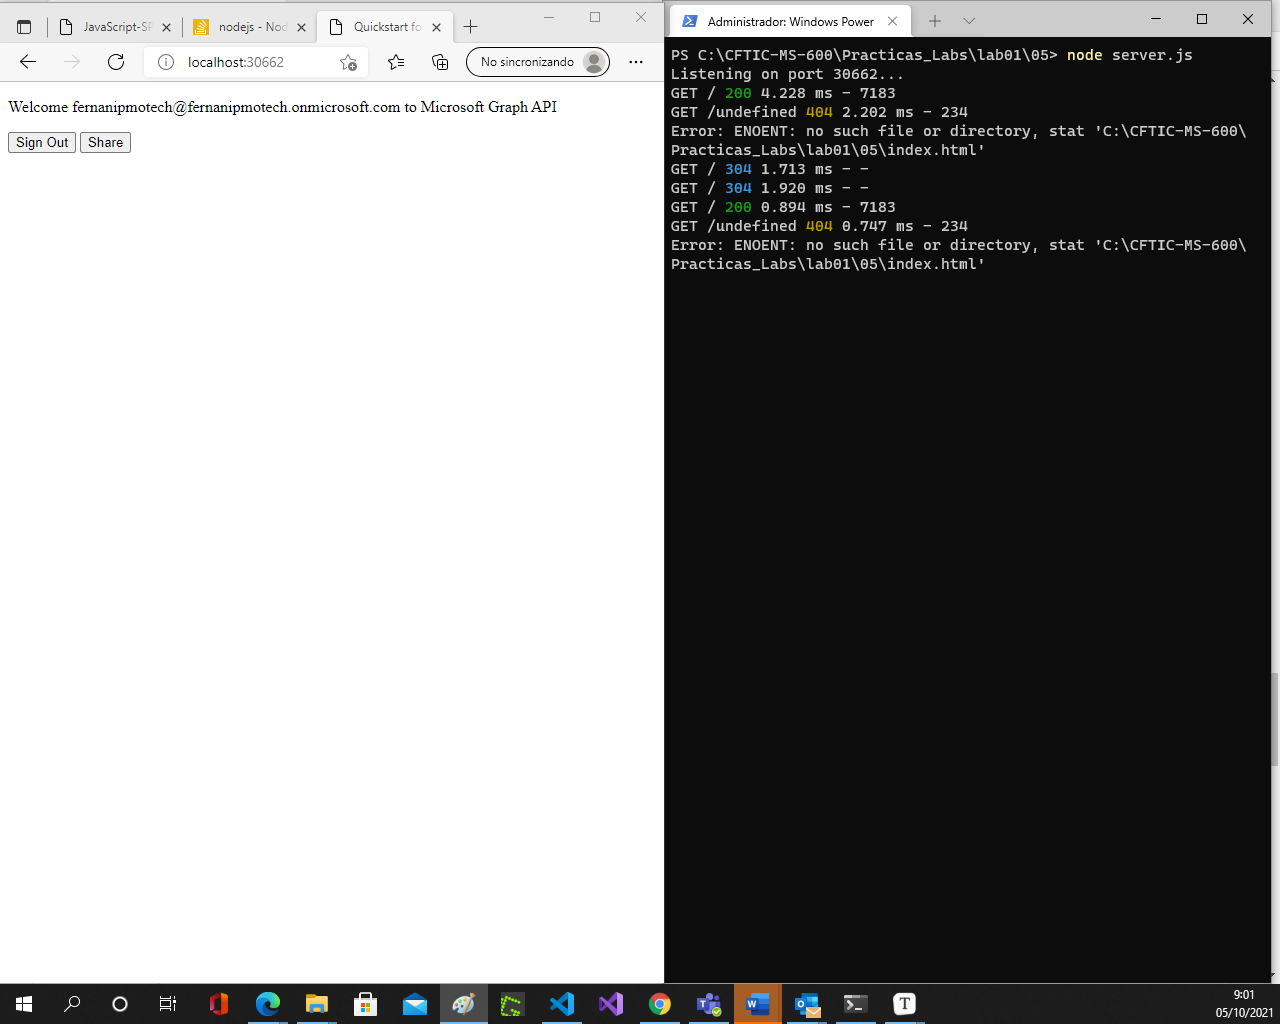 JavaScript-SF
nodejs - Nod
Quickstart fo
localhost:30662
No sincronizando
Welcome fernanipmotech@fernanipmotech.onmicrosoft.com to Microsoft Graph API
Sign Out Share
Administrador: Windows Power
PS C:\CFTIC-MS-600\Practicas_Labs\lab01\05> node server.js
Listening on port 30662...
GET / 200 4.228 ms - 7183
GET /undefined 404 2.202 ms - 234
Error: ENOENT: no such file or directory, stat 'C:\CFTIC-MS-600\
Practicas_Labs\lab01\05\index.html'
GET / 304 1.713 ms - -
GET / 304 1.920 ms - -
GET / 200 0.894 ms - 7183
GET /undefined 404 0.747 ms - 234
Error: ENOENT: no such file or directory, stat 'C:\CFTIC-MS-600\
Practicas_Labs\lab01\05\index.html'
9:01
05/10/2021